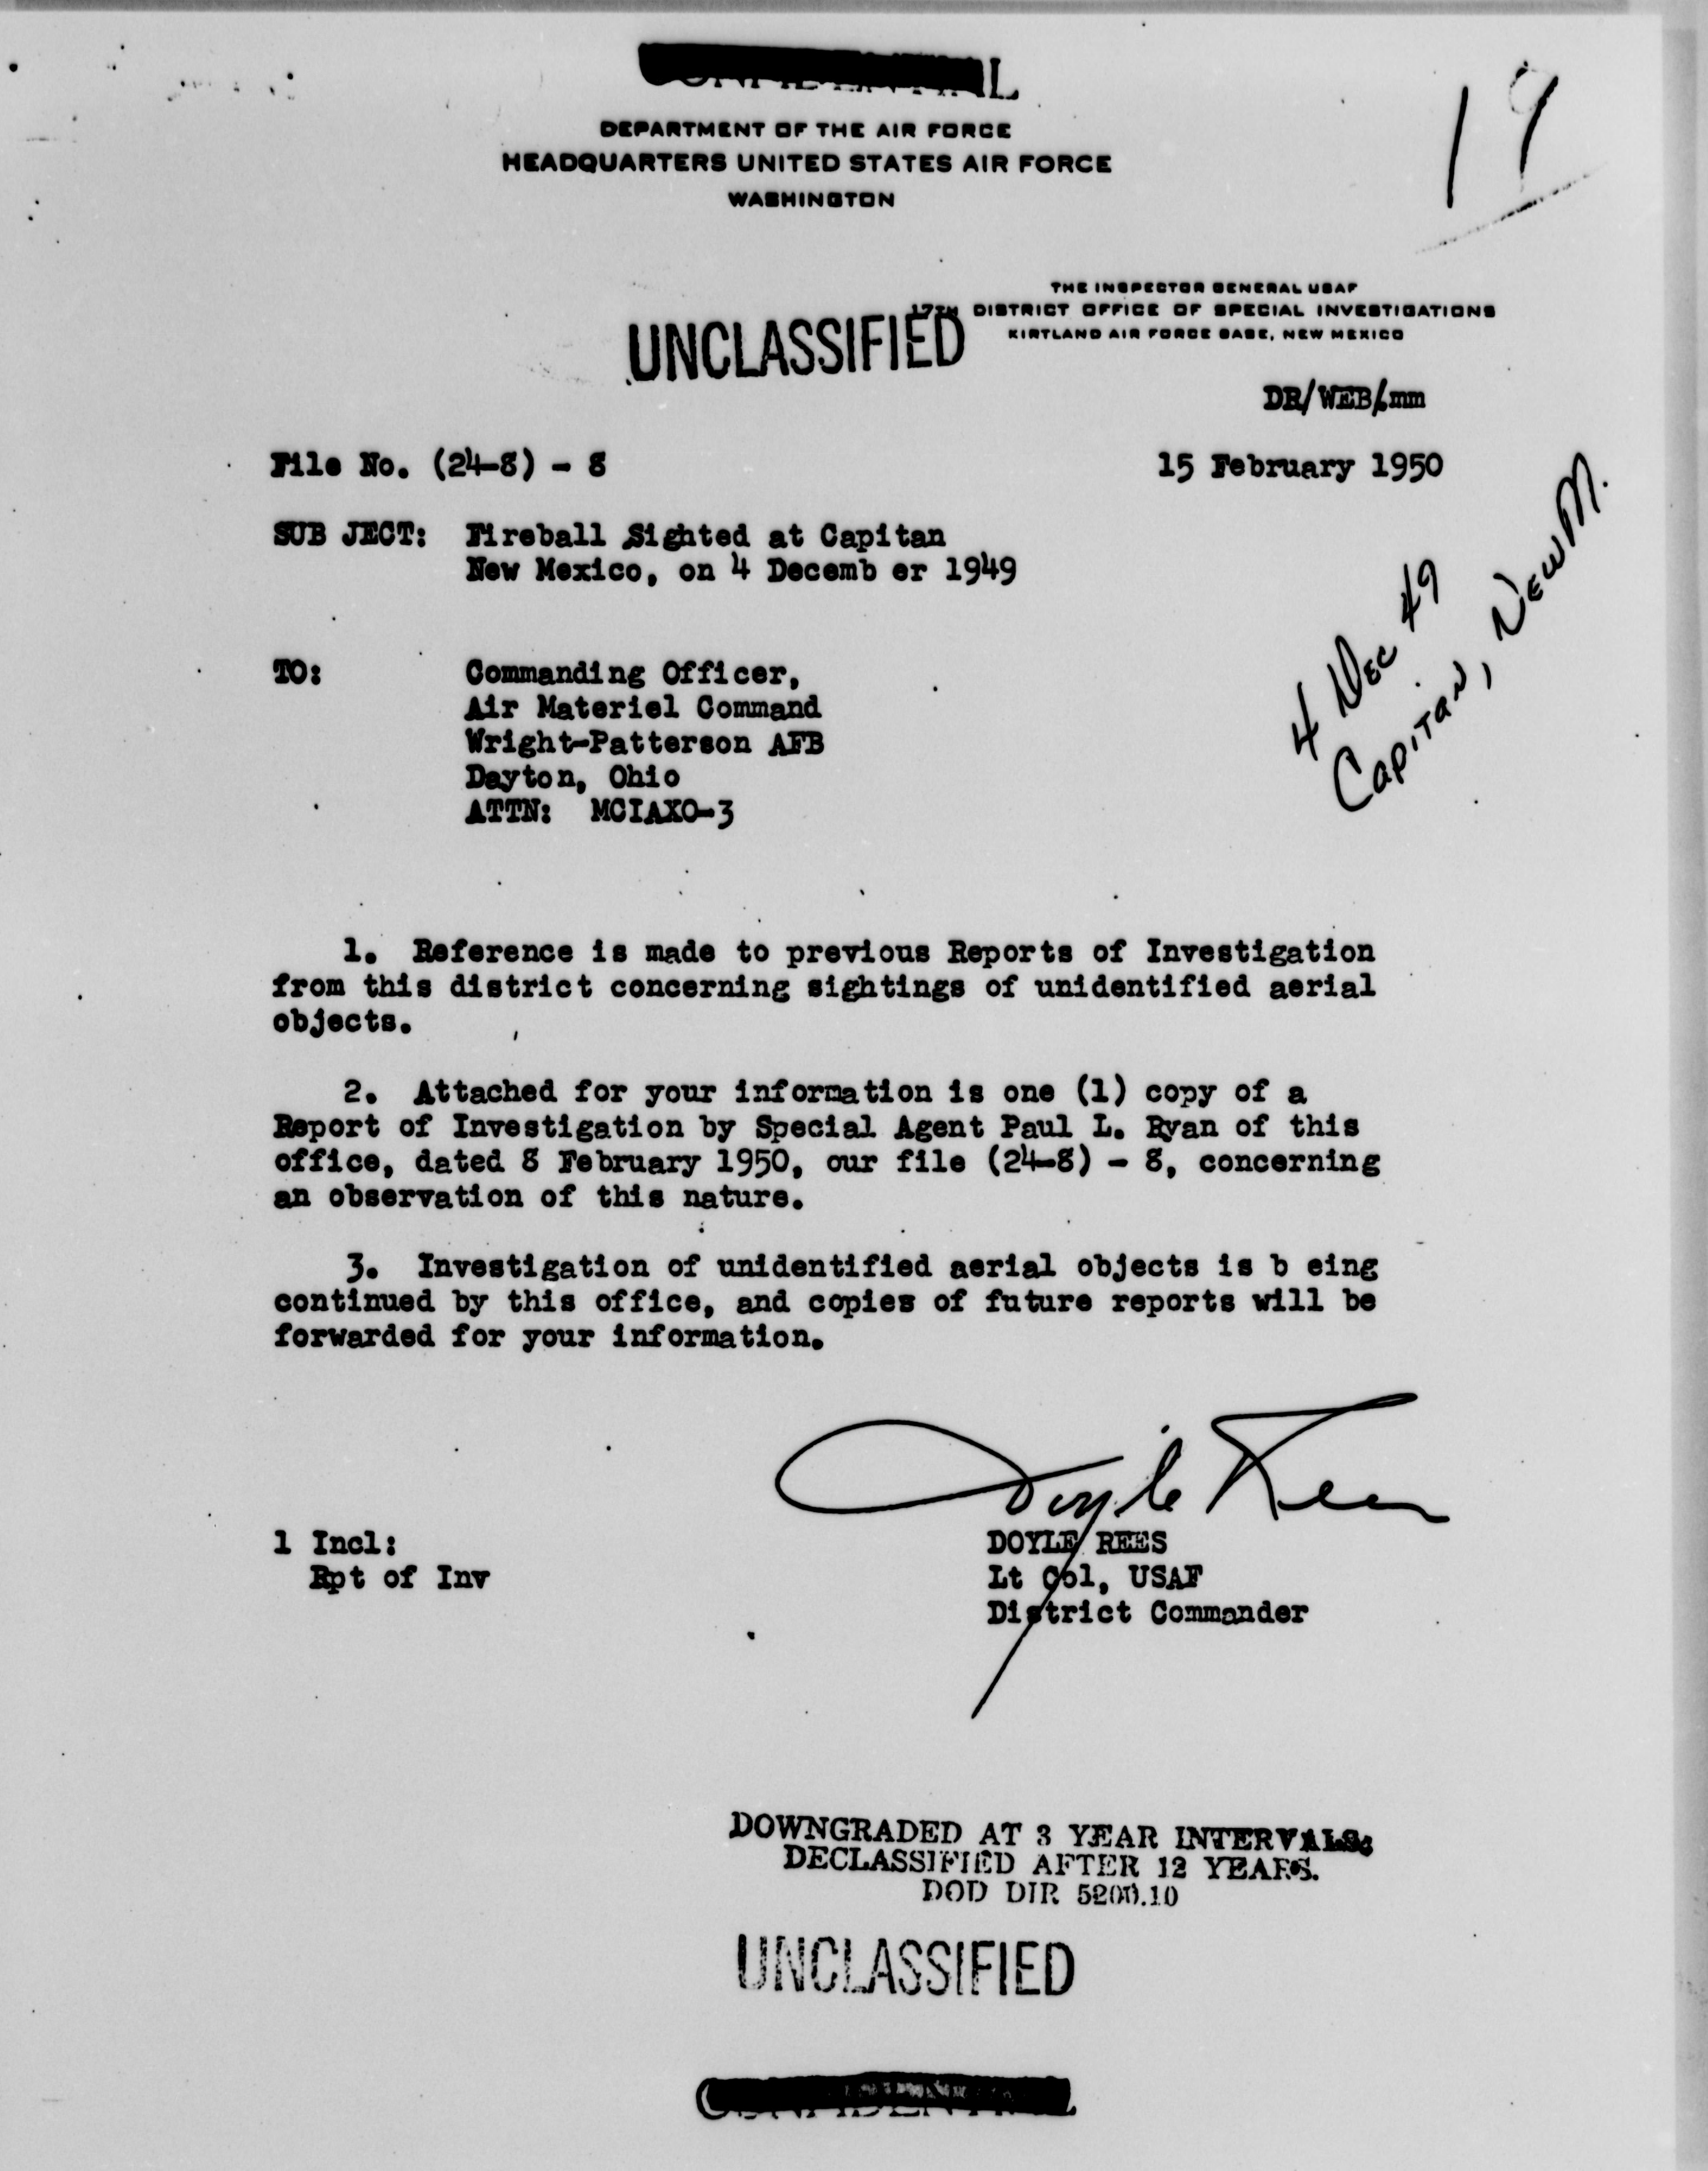 CONFIDENTIAL
19
DEPARTMENT OF THE AIR FORCE
HEADQUARTERS UNITED STATES AIR FORCE
WASHINGTON
THE INSPECTOR GENERAL USAF
17TH DISTRICT OFFICE OF SPECIAL INVESTIGATIONS
KIRTLAND AIR FORCE BASE, NEW MEXICO
UNCLASSIFIED
DR/WEB/mm
File No. (24-8) - 8
15 February 1950
SUB JECT: Fireball Sighted at Capitan
New Mexico, on 4 Decemb er 1949
4 Dec 49
Capitan, New M.
TO: Commanding Officer,
Air Materiel Command
Wright-Patterson AFB
Dayton, Ohio
ATTN: MCIAXO-3
1. Reference is made to previous Reports of Investigation
from this district concerning sightings of unidentified aerial
objects.
2. Attached for your information is one (1) copy of a
Report of Investigation by Special Agent Paul L. Ryan of this
office, dated 8 February 1950, our file (24-8) - 8, concerning
an observation of this nature.
3. Investigation of unidentified aerial objects is b eing
continued by this office, and copies of future reports will be
forwarded for your information.
Doyle Rees
1 Incl:
Rpt of Inv
DOYLE REES
Lt Col, USAF
District Commander
DOWNGRADED AT 3 YEAR INTERVALS;
DECLASSIFIED AFTER 12 YEARS.
DOD DIR 5200.10
UNCLASSIFIED
CONFIDENTIAL